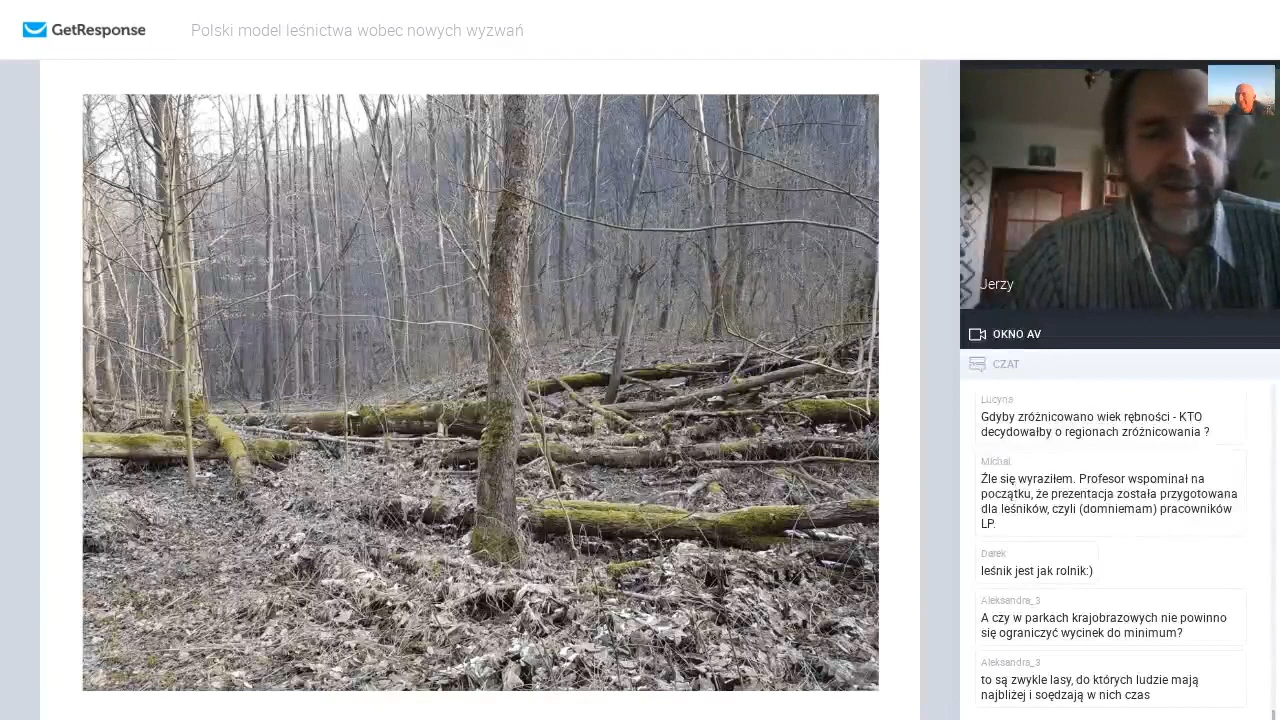 GetResponse
Polski model leśnictwa wobec nowych wyzwań
Jerzy
OKNO AV
CZAT
Lucyna
Gdyby zróżnicowano wiek rębności - KTO
decydowałby o regionach zróżnicowania ?
Michał
Źle się wyraziłem. Profesor wspominał na
początku, że prezentacja została przygotowana
dla leśników, czyli (domniemam) pracowników
LP.
Darek
leśnik jest jak rolnik:)
Aleksandra_3
A czy w parkach krajobrazowych nie powinno
się ograniczyć wycinek do minimum?
Aleksandra_3
to są zwykle lasy, do których ludzie mają
najbliżej i soędzają w nich czas